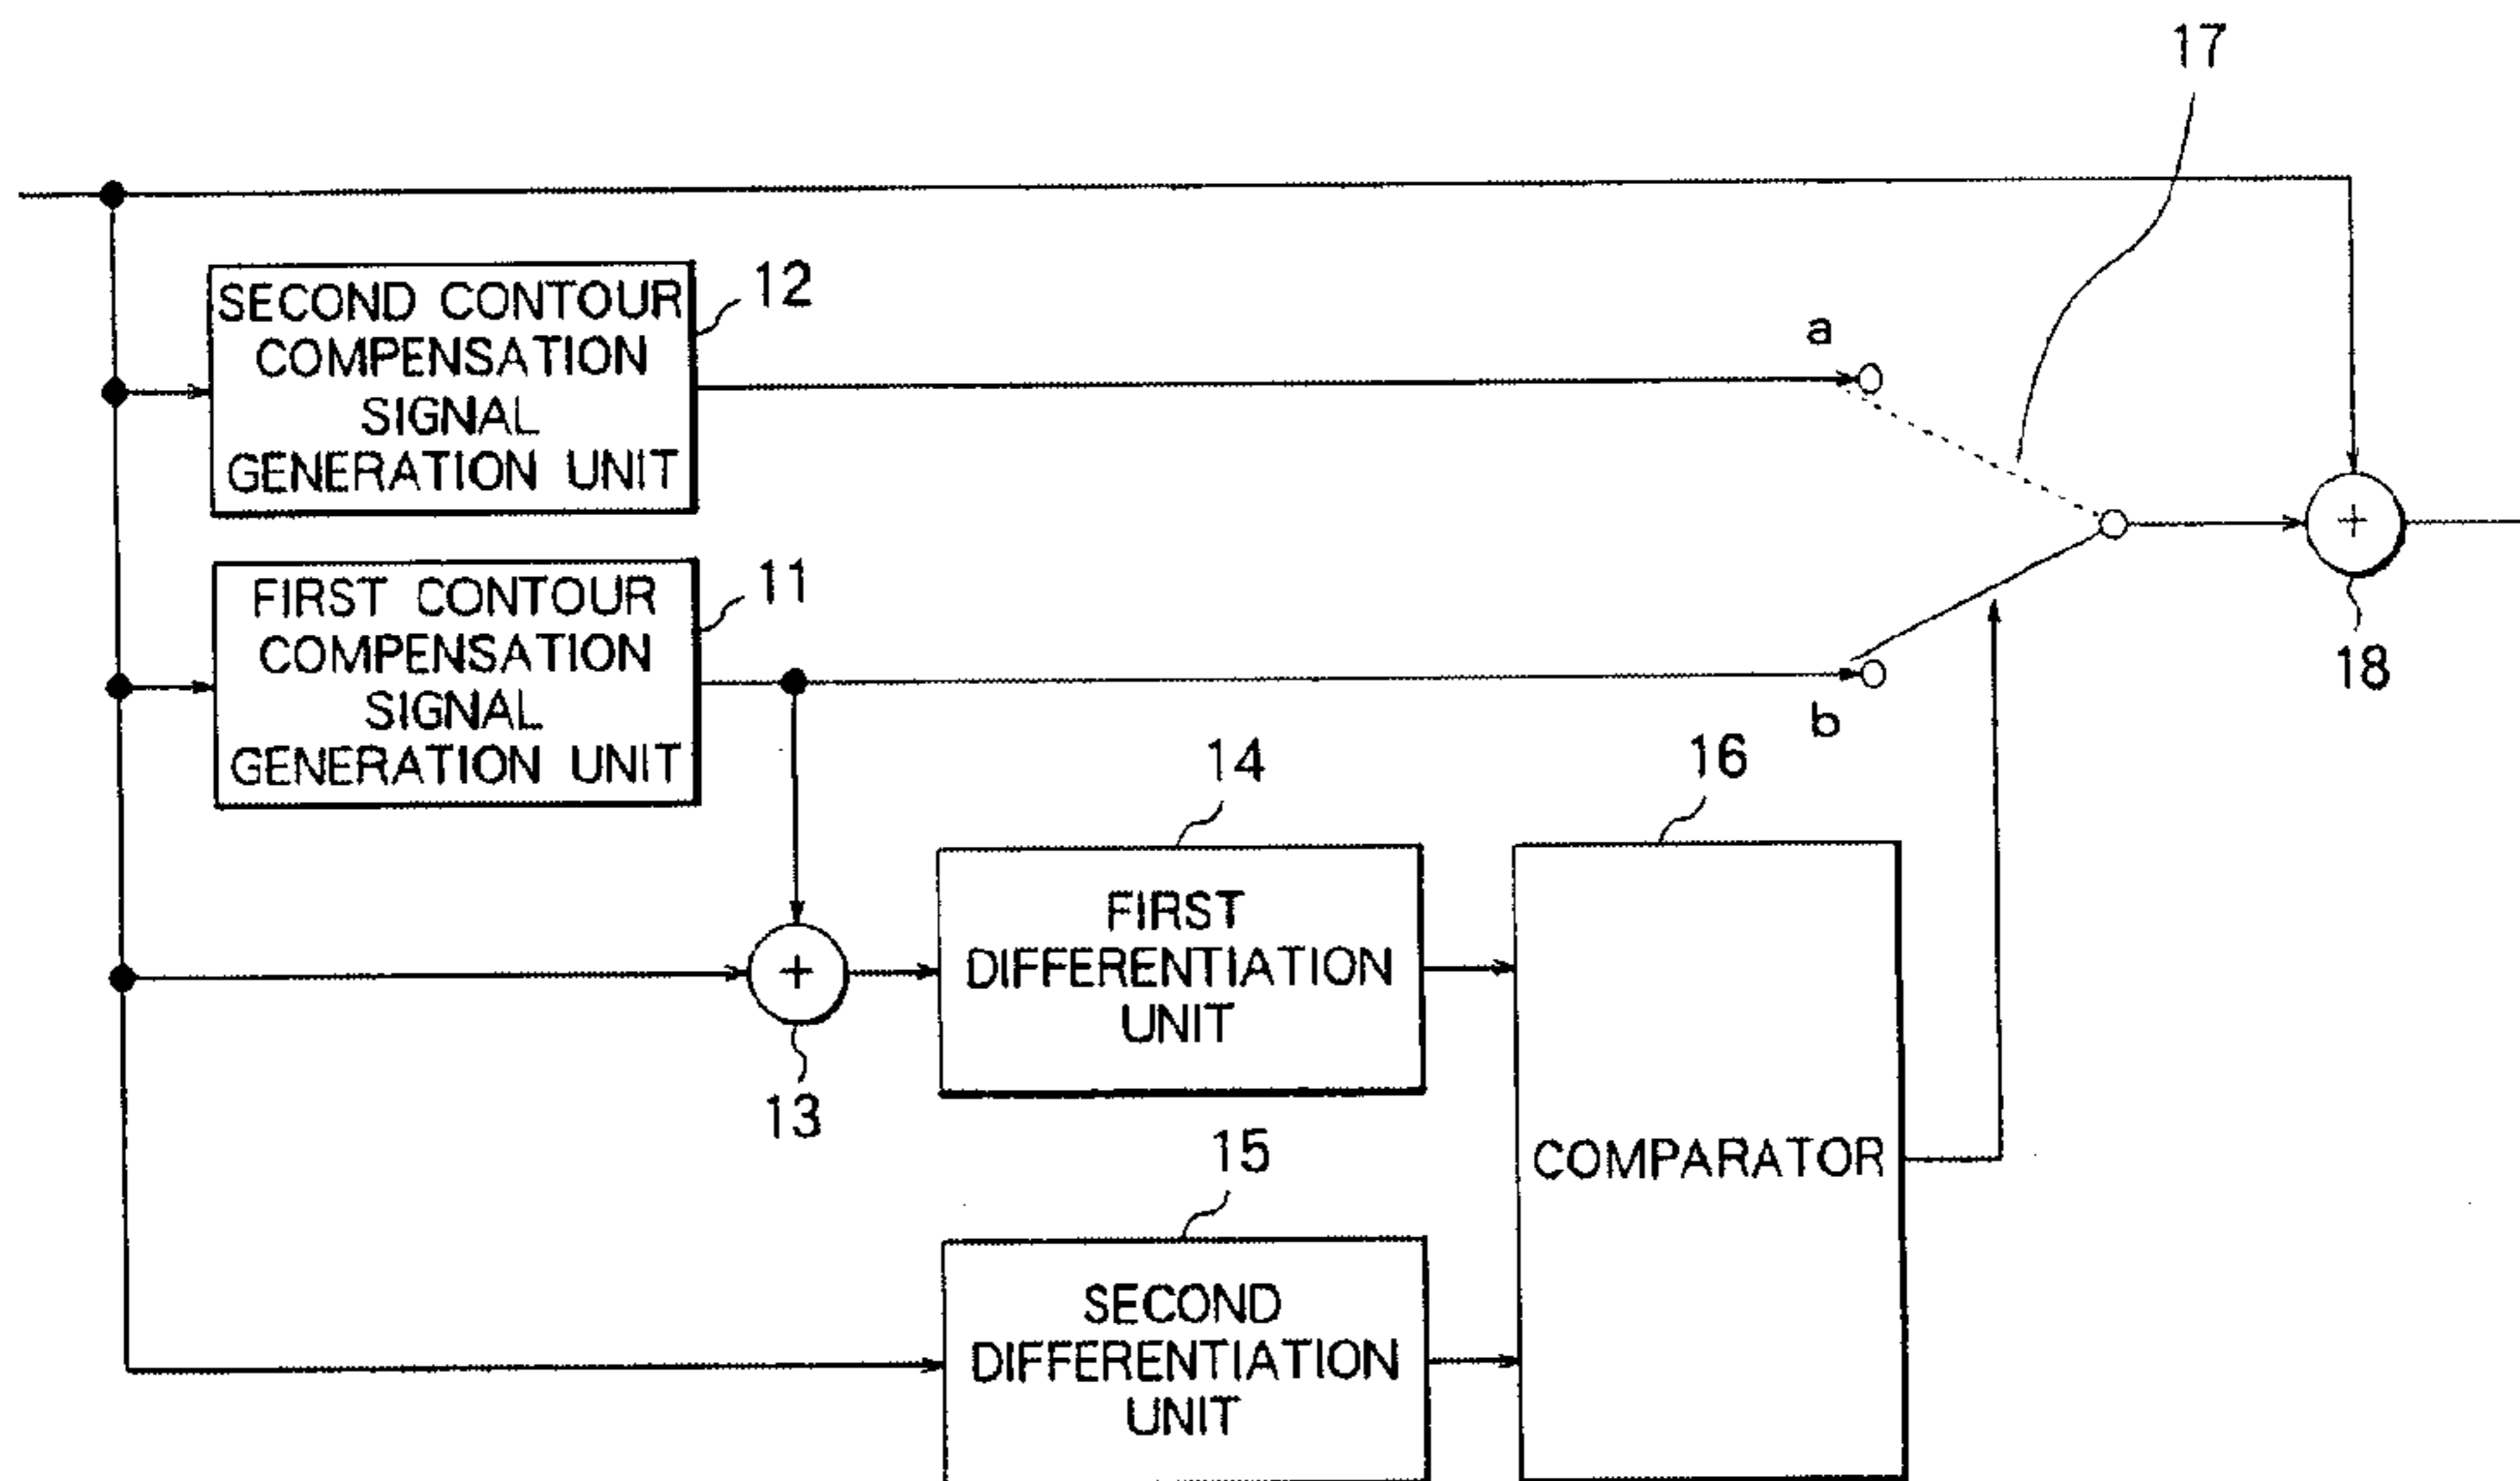 17
SECOND CONTOUR
COMPENSATION
SIGNAL
GENERATION UNIT
12
a
+
18
FIRST CONTOUR
COMPENSATION
SIGNAL
GENERATION UNIT
11
b
14
16
FIRST
DIFFERENTIATION
UNIT
+
13
COMPARATOR
15
SECOND
DIFFERENTIATION
UNIT